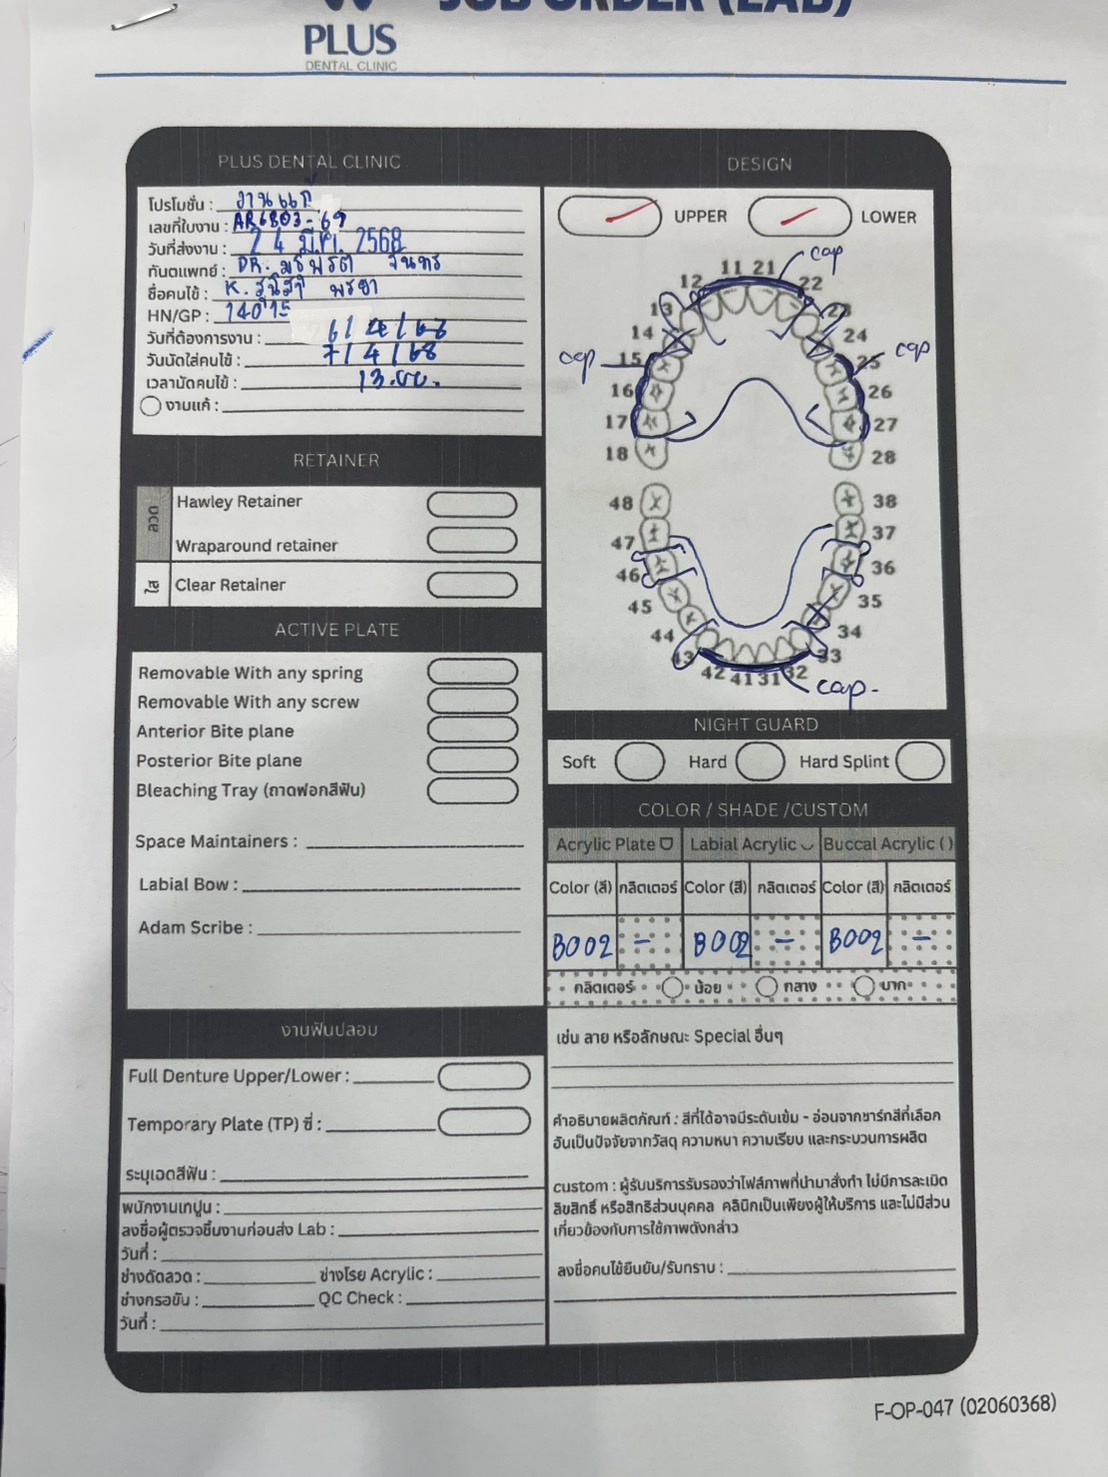 JOB ORDER (LAB)
PLUS
DENTAL CLINIC
PLUS DENTAL CLINIC
โปรโมชั่น :
เลขที่ใบงาน : AR6803-69
วันที่ส่งงาน : 24 มี.ค. 2568
ทันตแพทย์ : DR.
ชื่อคนไข้ : K.
HN/GP : 14015
วันที่ต้องการงาน : 6/4/68
วันนัดใส่คนไข้ : 7/4/68
เวลานัดคนไข้ : 13.00.
งานแก้ :
RETAINER
ลวด
Hawley Retainer
Wraparound retainer
ใส
Clear Retainer
ACTIVE PLATE
Removable With any spring
Removable With any screw
Anterior Bite plane
Posterior Bite plane
Bleaching Tray (ถาดฟอกสีฟัน)
Space Maintainers :
Labial Bow :
Adam Scribe :
งานฟันปลอม
Full Denture Upper/Lower :
Temporary Plate (TP) ซี่ :
ระบุเฉดสีฟัน :
พนักงานเทปูน :
ลงชื่อผู้ตรวจชิ้นงานก่อนส่ง Lab :
วันที่ :
ช่างดัดลวด : ช่างโรย Acrylic :
ช่างกรอขัน : QC Check :
วันที่ :
DESIGN
UPPER LOWER
cap
11 21
12 22
13 23
14 24
cap 15 25 cap
16 26
17 27
18 28
48 38
47 37
46 36
45 35
44 34
43 33
42 41 31 32
cap.
NIGHT GUARD
Soft Hard Hard Splint
COLOR / SHADE /CUSTOM
Acrylic Plate Labial Acrylic Buccal Acrylic ( )
Color (สี) กลิตเตอร์ Color (สี) กลิตเตอร์ Color (สี) กลิตเตอร์
B002 - B002 - B002 -
กลิตเตอร์ น้อย กลาง มาก
เช่น ลาย หรือลักษณะ Special อื่นๆ
คำอธิบายผลิตภัณฑ์ : สีที่ได้อาจมีระดับเข้ม - อ่อนจากชาร์ทสีที่เลือก
อันเป็นปัจจัยจากวัสดุ ความหนา ความเรียบ และกระบวนการผลิต
custom : ผู้รับบริการรับรองว่าไฟล์ภาพที่นำมาสั่งทำ ไม่มีการละเมิด
ลิขสิทธิ์ หรือสิทธิส่วนบุคคล คลินิกเป็นเพียงผู้ให้บริการ และไม่มีส่วน
เกี่ยวข้องกับการใช้ภาพดังกล่าว
ลงชื่อคนไข้ยืนยัน/รับทราบ :
F-OP-047 (02060368)